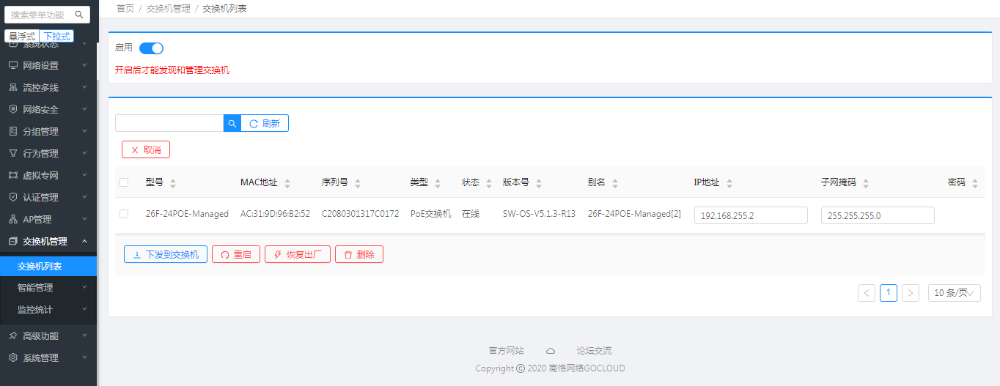 搜索菜单功能
悬浮式 下拉式
系统状态
网络设置
流控多线
网络安全
分组管理
行为管理
虚拟专网
认证管理
AP管理
交换机管理
交换机列表
智能管理
监控统计
高级功能
系统管理
首页 / 交换机管理 / 交换机列表
启用
开启后才能发现和管理交换机
刷新
取消
型号 MAC地址 序列号 类型 状态 版本号 别名 IP地址 子网掩码 密码
26F-24POE-Managed AC:31:9D:96:B2:52 C2080301317C0172 PoE交换机 在线 SW-OS-V5.1.3-R13 26F-24POE-Managed[2] 192.168.255.2 255.255.255.0
下发到交换机 重启 恢复出厂 删除
1 10 条/页
官方网站 论坛交流
Copyright © 2020 高恪网络GOCLOUD